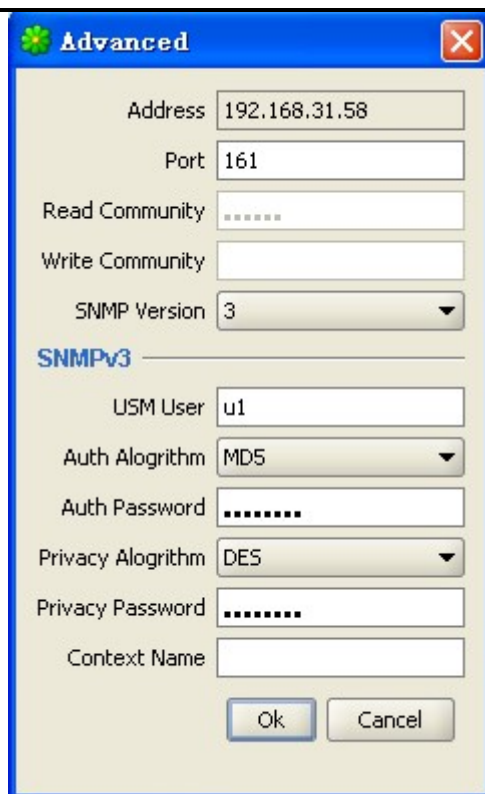 Advanced
Address 192.168.31.58
Port 161
Read Community ••••••
Write Community
SNMP Version 3
SNMPv3
USM User u1
Auth Alogrithm MD5
Auth Password ••••••••
Privacy Alogrithm DES
Privacy Password ••••••••
Context Name
Ok Cancel